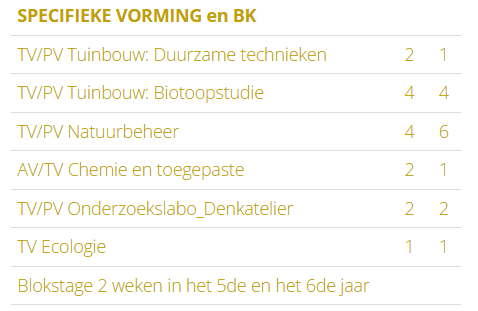 SPECIFIEKE VORMING en BK
TV/PV Tuinbouw: Duurzame technieken 2 1
TV/PV Tuinbouw: Biotoopstudie 4 4
TV/PV Natuurbeheer 4 6
AV/TV Chemie en toegepaste 2 1
TV/PV Onderzoekslabo_Denkatelier 2 2
TV Ecologie 1 1
Blokstage 2 weken in het 5de en het 6de jaar